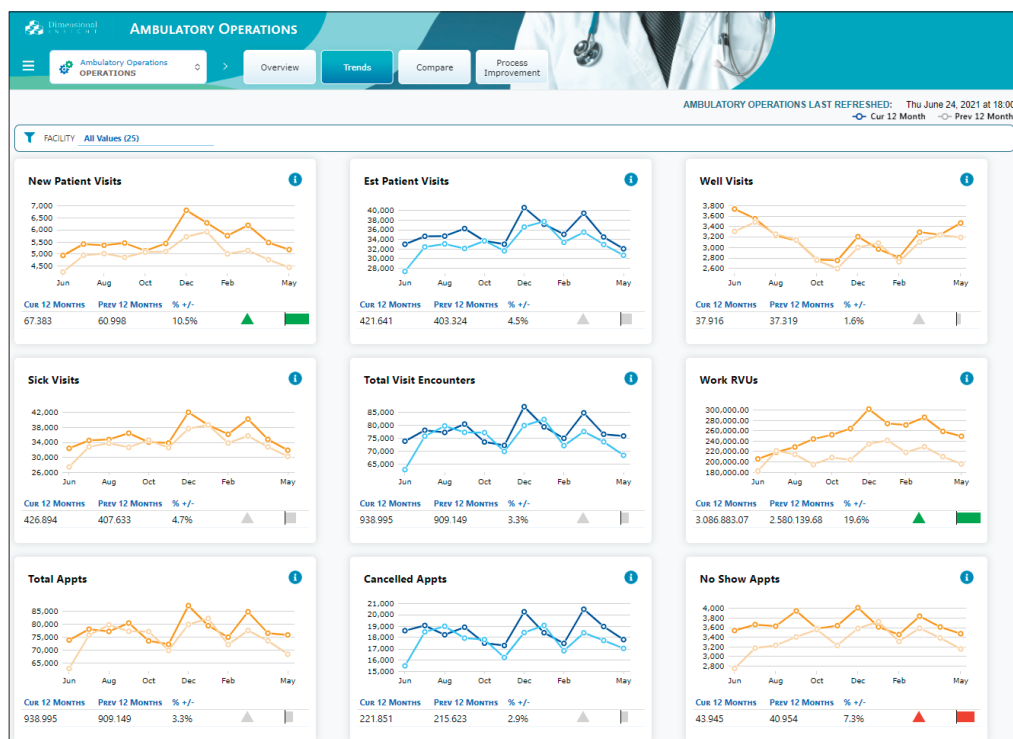 Dimensional
INSIGHT
AMBULATORY OPERATIONS
Ambulatory Operations
OPERATIONS
Overview
Trends
Compare
Process
Improvement
AMBULATORY OPERATIONS LAST REFRESHED: Thu June 24, 2021 at 18:00
Cur 12 Month Prev 12 Month
FACILITY All Values (25)
New Patient Visits
7,000
6,500
5,500
5,000
4,500
Jun Aug Oct Dec Feb May
CUR 12 MONTHS PREV 12 MONTHS % +/-
67.383 60.998 10.5%
Est Patient Visits
40,000
38,000
36,000
34,000
32,000
30,000
28,000
Jun Aug Oct Dec Feb May
CUR 12 MONTHS PREV 12 MONTHS % +/-
421.641 403.324 4.5%
Well Visits
3,800
3,600
3,400
3,200
3,000
2,800
2,600
Jun Aug Oct Dec Feb May
CUR 12 MONTHS PREV 12 MONTHS % +/-
37.916 37.319 1.6%
Sick Visits
42,000
38,000
34,000
30,000
26,000
Jun Aug Oct Dec Feb May
CUR 12 MONTHS PREV 12 MONTHS % +/-
426.894 407.633 4.7%
Total Visit Encounters
85,000
80,000
75,000
70,000
65,000
Jun Aug Oct Dec Feb May
CUR 12 MONTHS PREV 12 MONTHS % +/-
938.995 909.149 3.3%
Work RVUs
300,000.00
280,000.00
260,000.00
240,000.00
220,000.00
200,000.00
180,000.00
Jun Aug Oct Dec Feb May
CUR 12 MONTHS PREV 12 MONTHS % +/-
3.086.883.07 2.580.139.68 19.6%
Total Appts
85,000
80,000
75,000
70,000
65,000
Jun Aug Oct Dec Feb May
CUR 12 MONTHS PREV 12 MONTHS % +/-
938.995 909.149 3.3%
Cancelled Appts
21,000
20,000
19,000
18,000
17,000
16,000
15,000
Jun Aug Oct Dec Feb May
CUR 12 MONTHS PREV 12 MONTHS % +/-
221.851 215.623 2.9%
No Show Appts
4,000
3,800
3,600
3,400
3,200
3,000
2,800
Jun Aug Oct Dec Feb May
CUR 12 MONTHS PREV 12 MONTHS % +/-
43.945 40.954 7.3%